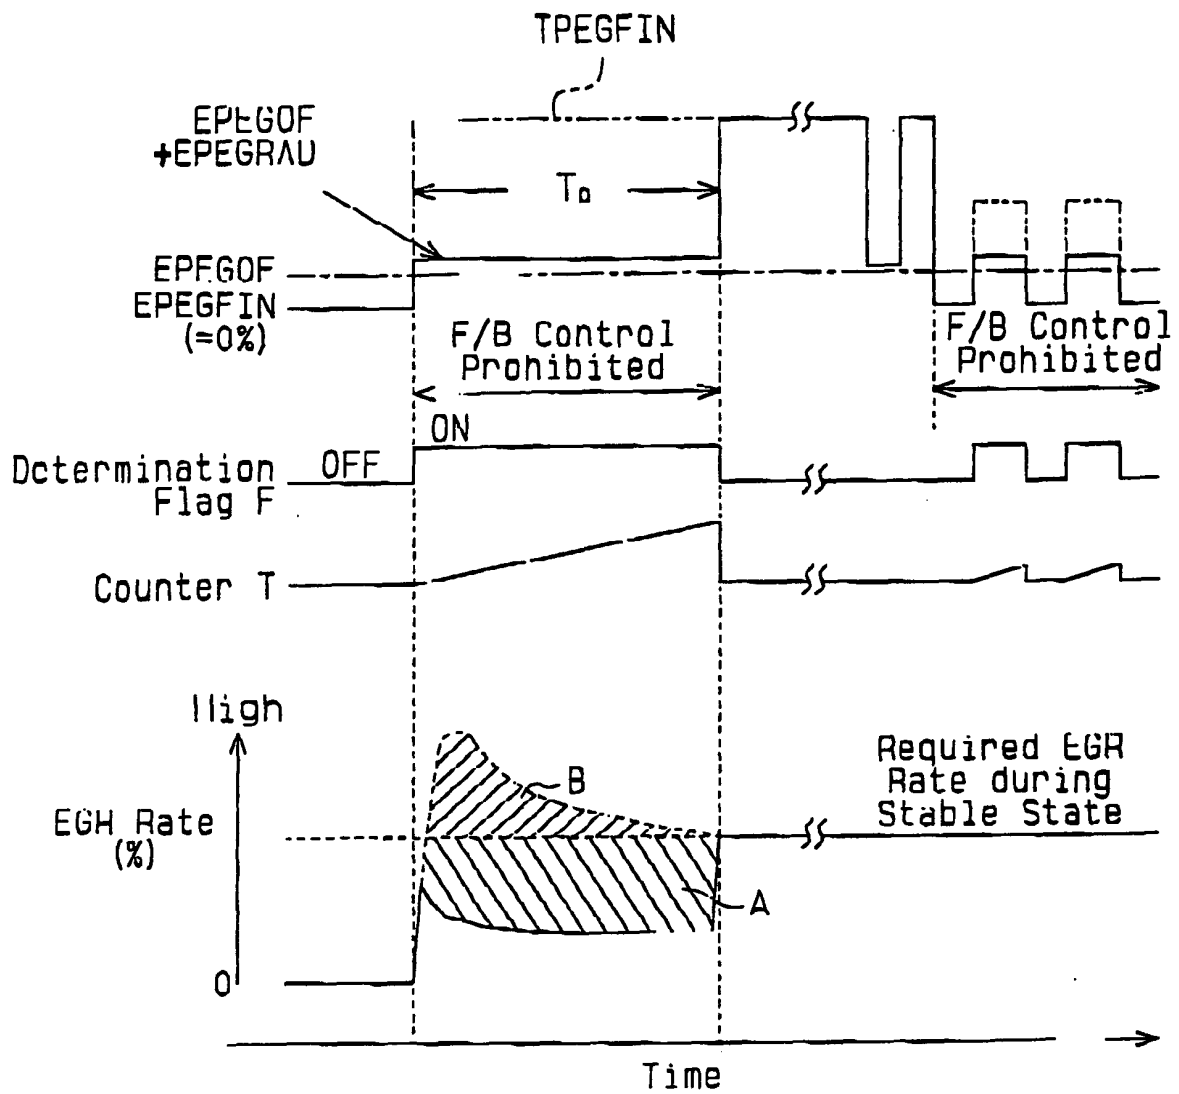 TPEGFIN
EPEGOF
+EPEGRAU
Ta
EPEGOF
EPEGFIN
(=0%)
F/B Control
Prohibited
F/B Control
Prohibited
ON
OFF
Determination
Flag F
Counter T
High
B
Required EGR
Rate during
Stable State
EGR Rate
(%)
A
0
Time